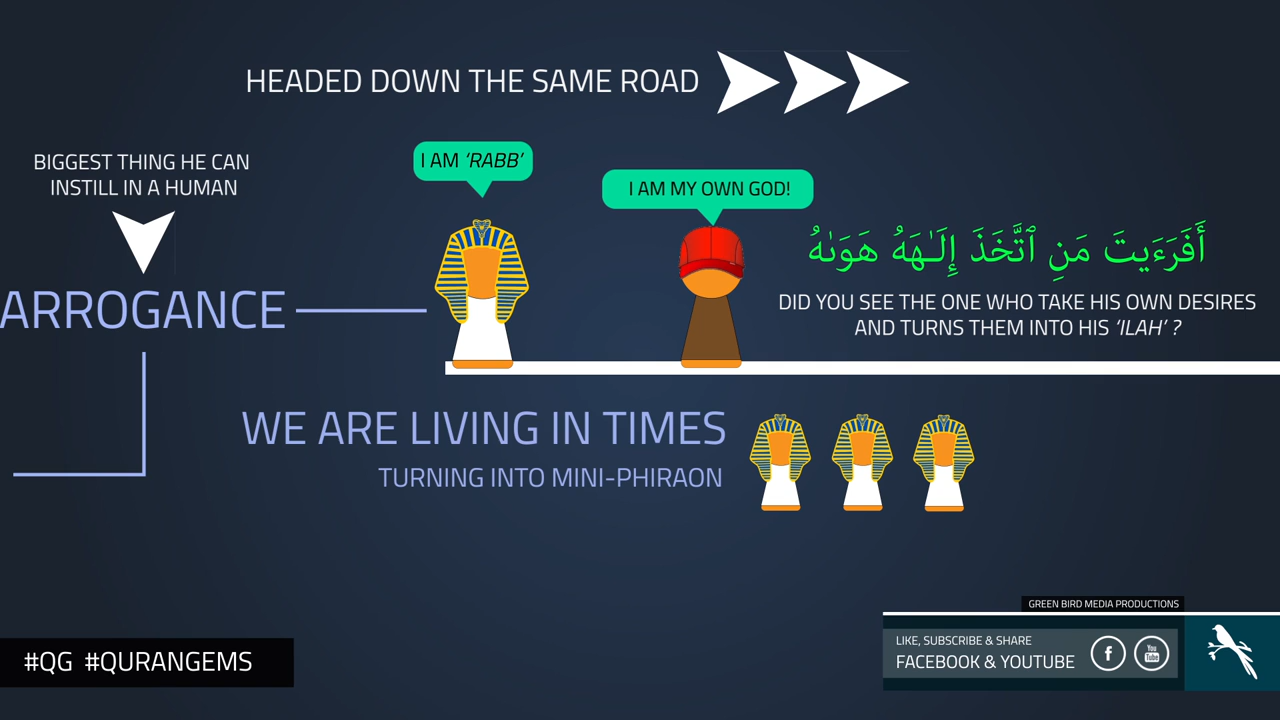 HEADED DOWN THE SAME ROAD
BIGGEST THING HE CAN
INSTILL IN A HUMAN
ARROGANCE
I AM 'RABB'
I AM MY OWN GOD!
أَفَرَءَيتَ مَنِ ٱتَّخَذَ إِلَـٰهَهُ هَوَىٰهُ
DID YOU SEE THE ONE WHO TAKE HIS OWN DESIRES
AND TURNS THEM INTO HIS 'ILAH' ?
WE ARE LIVING IN TIMES
TURNING INTO MINI-PHIRAON
GREEN BIRD MEDIA PRODUCTIONS
LIKE, SUBSCRIBE & SHARE
FACEBOOK & YOUTUBE
f
You
Tube
#QG #QURANGEMS